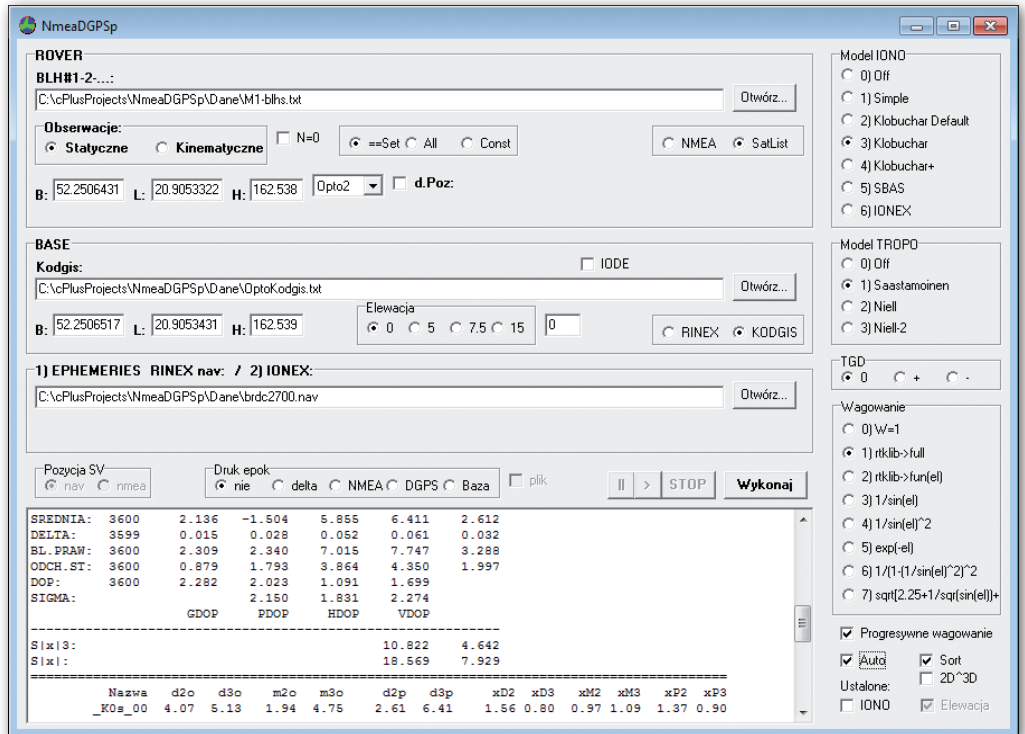 NmeaDGPSp
ROVER
BLH#1-2-...:
C:\cPlusProjects\NmeaDGPSp\Dane\M1-blhs.txt
Otwórz...
Obserwacje:
Statyczne Kinematyczne
N=0
==Set All Const
NMEA SatList
B: 52.2506431 L: 20.9053322 H: 162.538 Opto2 d.Poz:
BASE
Kodgis:
IODE
C:\cPlusProjects\NmeaDGPSp\Dane\OptoKodgis.txt
Otwórz...
B: 52.2506517 L: 20.9053431 H: 162.539
Elewacja
0 5 7.5 15 0
RINEX KODGIS
1) EPHEMERIES RINEX nav: / 2) IONEX:
C:\cPlusProjects\NmeaDGPSp\Dane\brdc2700.nav
Otwórz...
Pozycja SV
nav nmea
Druk epok
nie delta NMEA DGPS Baza
plik
|| > STOP Wykonaj
SREDNIA: 3600 2.136 -1.504 5.855 6.411 2.612
DELTA: 3599 0.015 0.028 0.052 0.061 0.032
BL.PRAW: 3600 2.309 2.340 7.015 7.747 3.288
ODCH.ST: 3600 0.879 1.793 3.864 4.350 1.997
DOP: 3600 2.282 2.023 1.091 1.699
SIGMA: 2.150 1.831 2.274
GDOP PDOP HDOP VDOP
S|x|3: 10.822 4.642
S|x|: 18.569 7.929
Nazwa d2o d3o m2o m3o d2p d3p xD2 xD3 xM2 xM3 xP2 xP3
_K0s_00 4.07 5.13 1.94 4.75 2.61 6.41 1.56 0.80 0.97 1.09 1.37 0.90
Model IONO
0) Off
1) Simple
2) Klobuchar Default
3) Klobuchar
4) Klobuchar+
5) SBAS
6) IONEX
Model TROPO
0) Off
1) Saastamoinen
2) Niell
3) Niell-2
TGD
0 + -
Wagowanie
0) W=1
1) rtklib->full
2) rtklib->fun(el)
3) 1/sin(el)
4) 1/sin(el)^2
5) exp(-el)
6) 1/(1-(1/sin(el)^2)^2
7) sqrt(2.25+1/sqr(sin(el))+
Progresywne wagowanie
Auto Sort
2D^3D
Ustalone:
IONO Elewacja